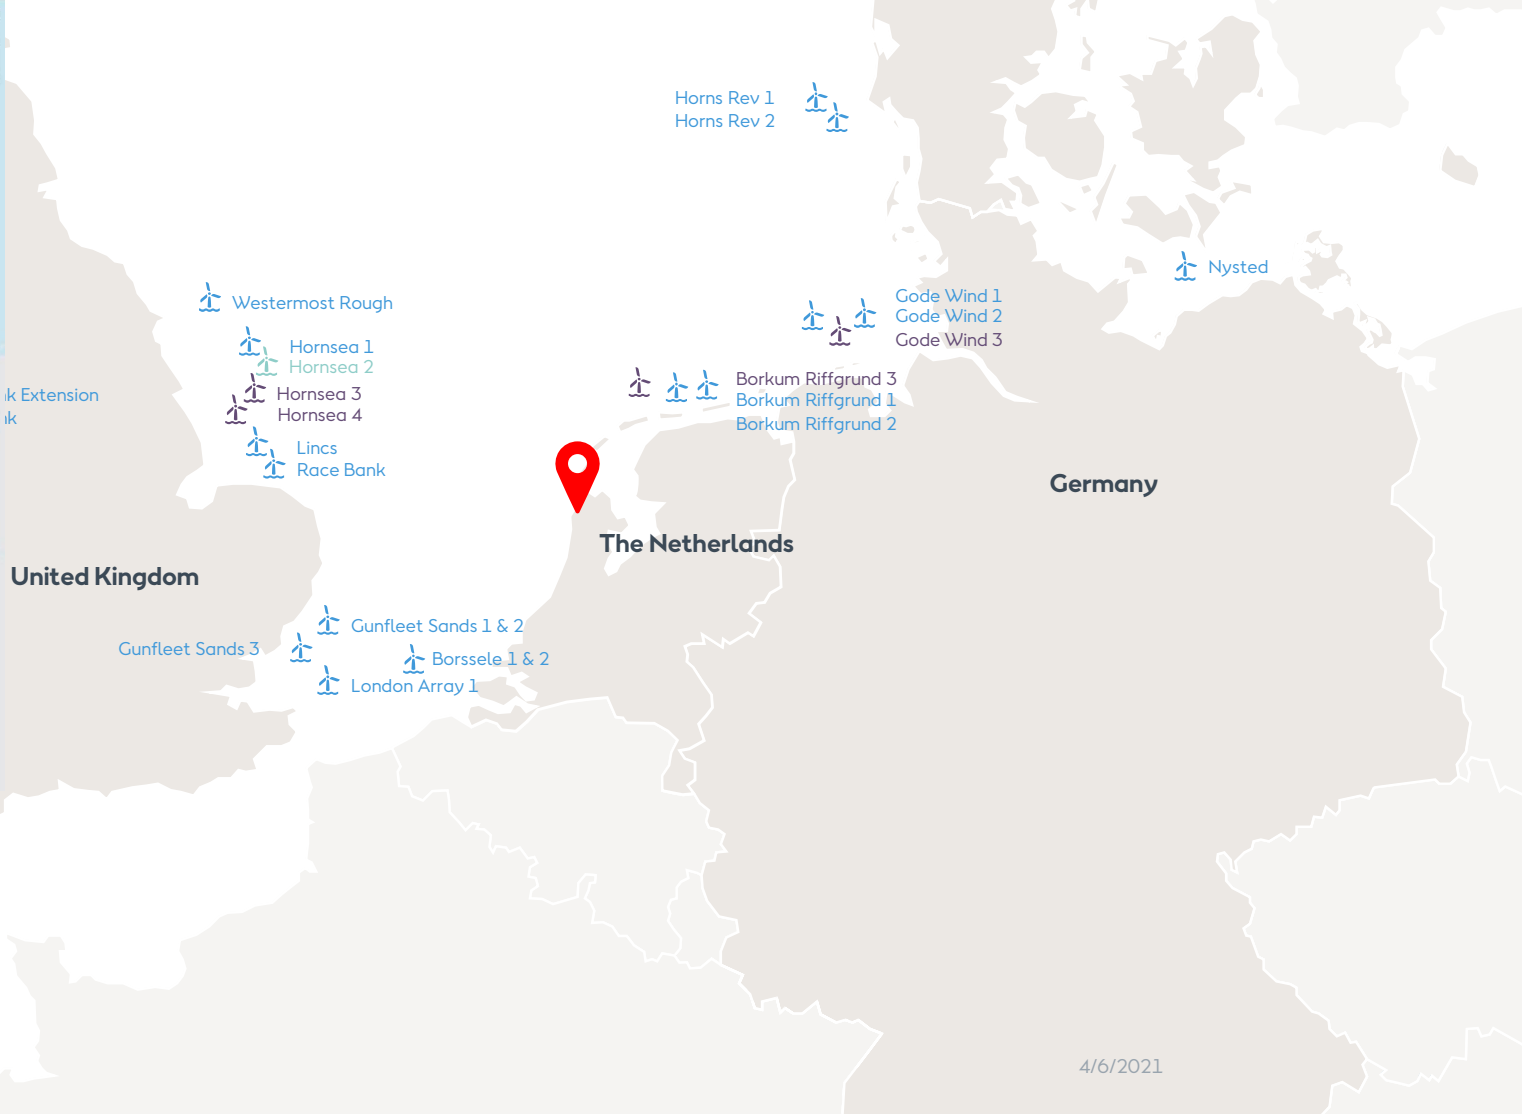 Horns Rev 1
Horns Rev 2
Nysted
Westermost Rough
Gode Wind 1
Gode Wind 2
Gode Wind 3
Hornsea 1
Hornsea 2
Hornsea 3
Hornsea 4
Borkum Riffgrund 3
Borkum Riffgrund 1
Borkum Riffgrund 2
Extension
Lincs
Race Bank
Germany
The Netherlands
United Kingdom
Gunfleet Sands 1 & 2
Gunfleet Sands 3
Borssele 1 & 2
London Array 1
4/6/2021